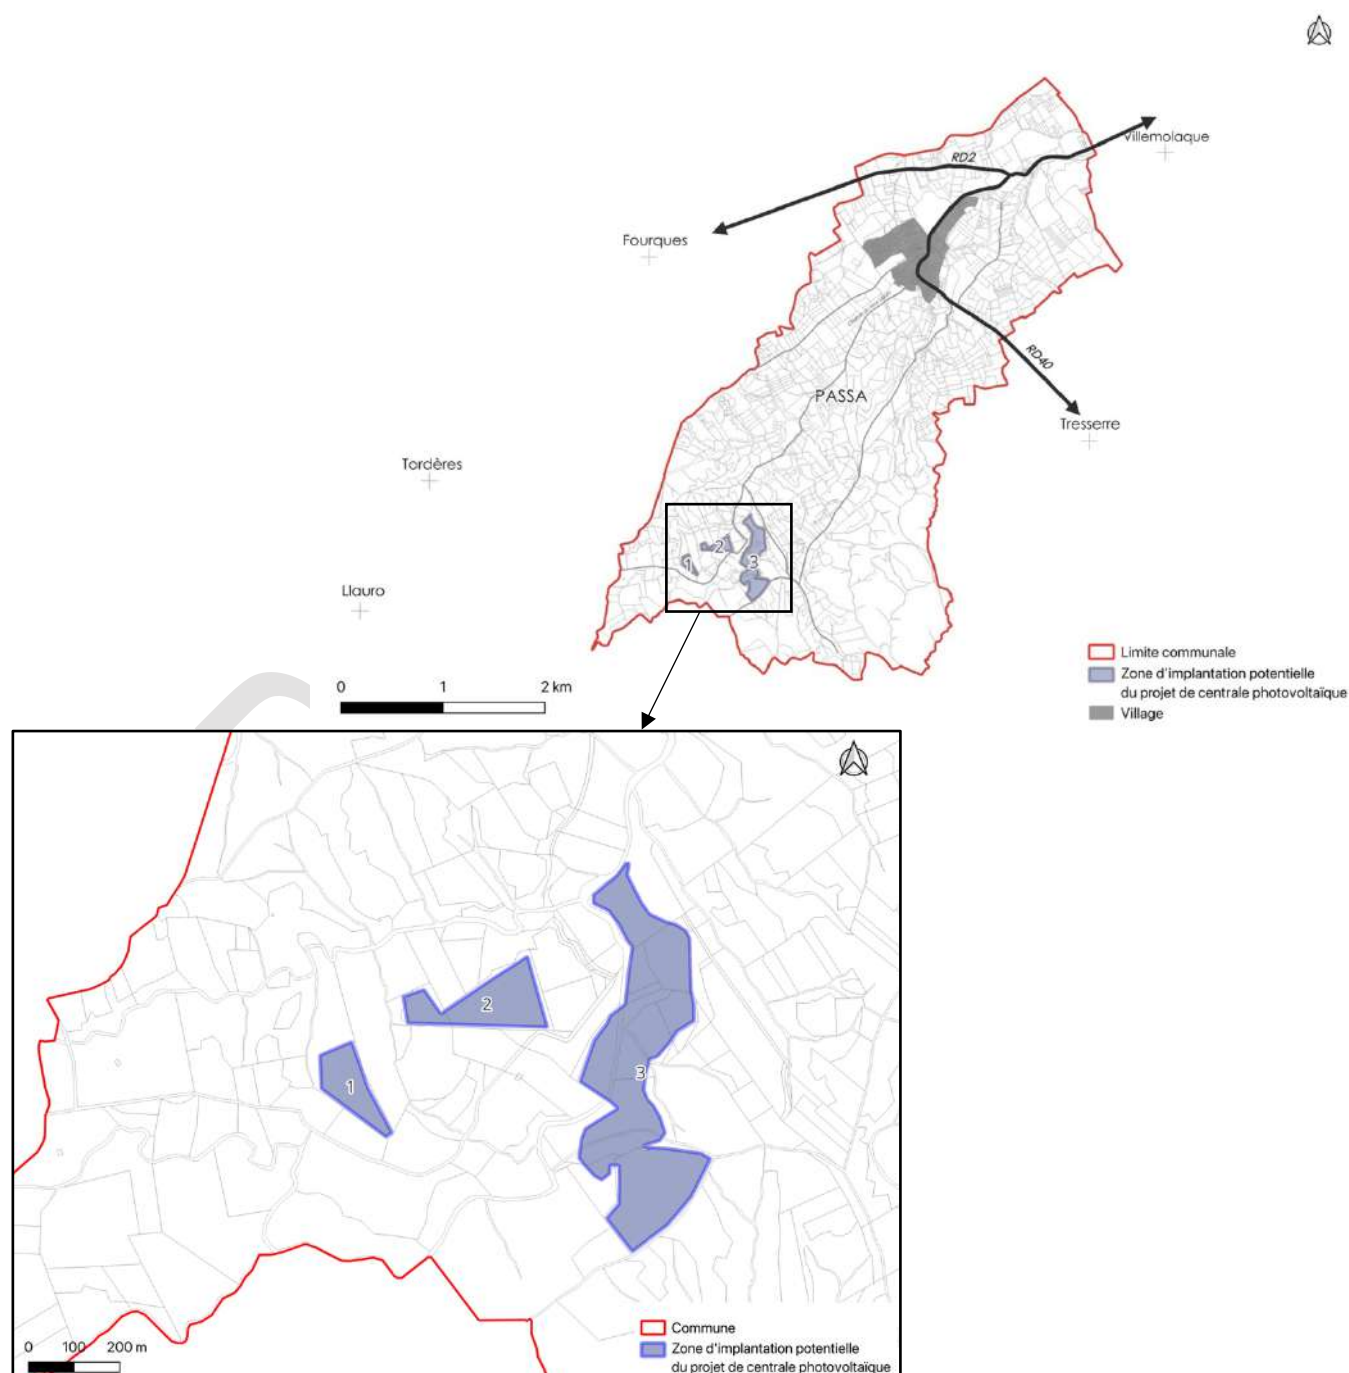 Villemolaque
RD2
Fourques
RD40
PASSA
Tresserre
Tordères
1
2
3
Llauro
0 1 2 km
Limite communale
Zone d'implantation potentielle
du projet de centrale photovoltaïque
Village
2
1
3
0 100 200 m
Commune
Zone d'implantation potentielle
du projet de centrale photovoltaïque